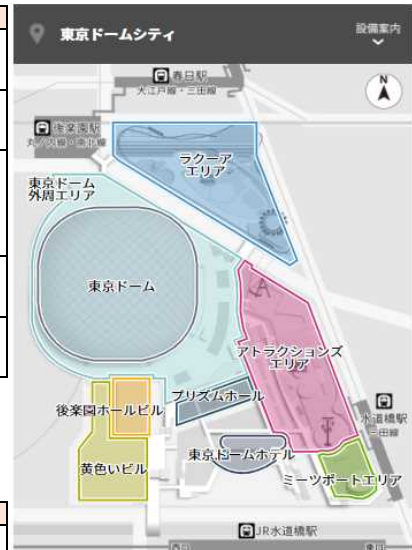 東京ドームシティ
設備案内
春日駅
大江戸線・三田線
N
後楽園駅
丸ノ内線・南北線
ラクーア
エリア
東京ドーム
外周エリア
東京ドーム
アトラクションズ
エリア
プリズムホール
後楽園ホールビル
水道橋駅
三田線
東京ドームホテル
黄色いビル
ミーツポートエリア
JR水道橋駅
西口
東口